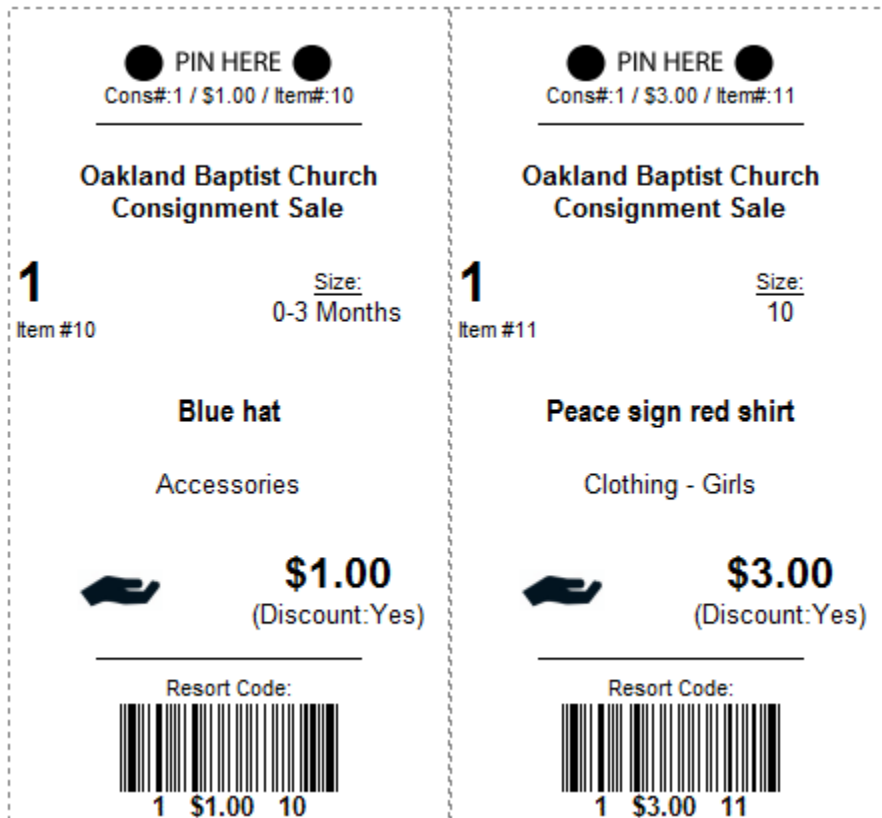 PIN HERE
Cons#:1 / $1.00 / Item#:10
Oakland Baptist Church
Consignment Sale
1
Item #10
Size:
0-3 Months
Blue hat
Accessories
$1.00
(Discount:Yes)
Resort Code:
1 $1.00 10
PIN HERE
Cons#:1 / $3.00 / Item#:11
Oakland Baptist Church
Consignment Sale
1
Item #11
Size:
10
Peace sign red shirt
Clothing - Girls
$3.00
(Discount:Yes)
Resort Code:
1 $3.00 11